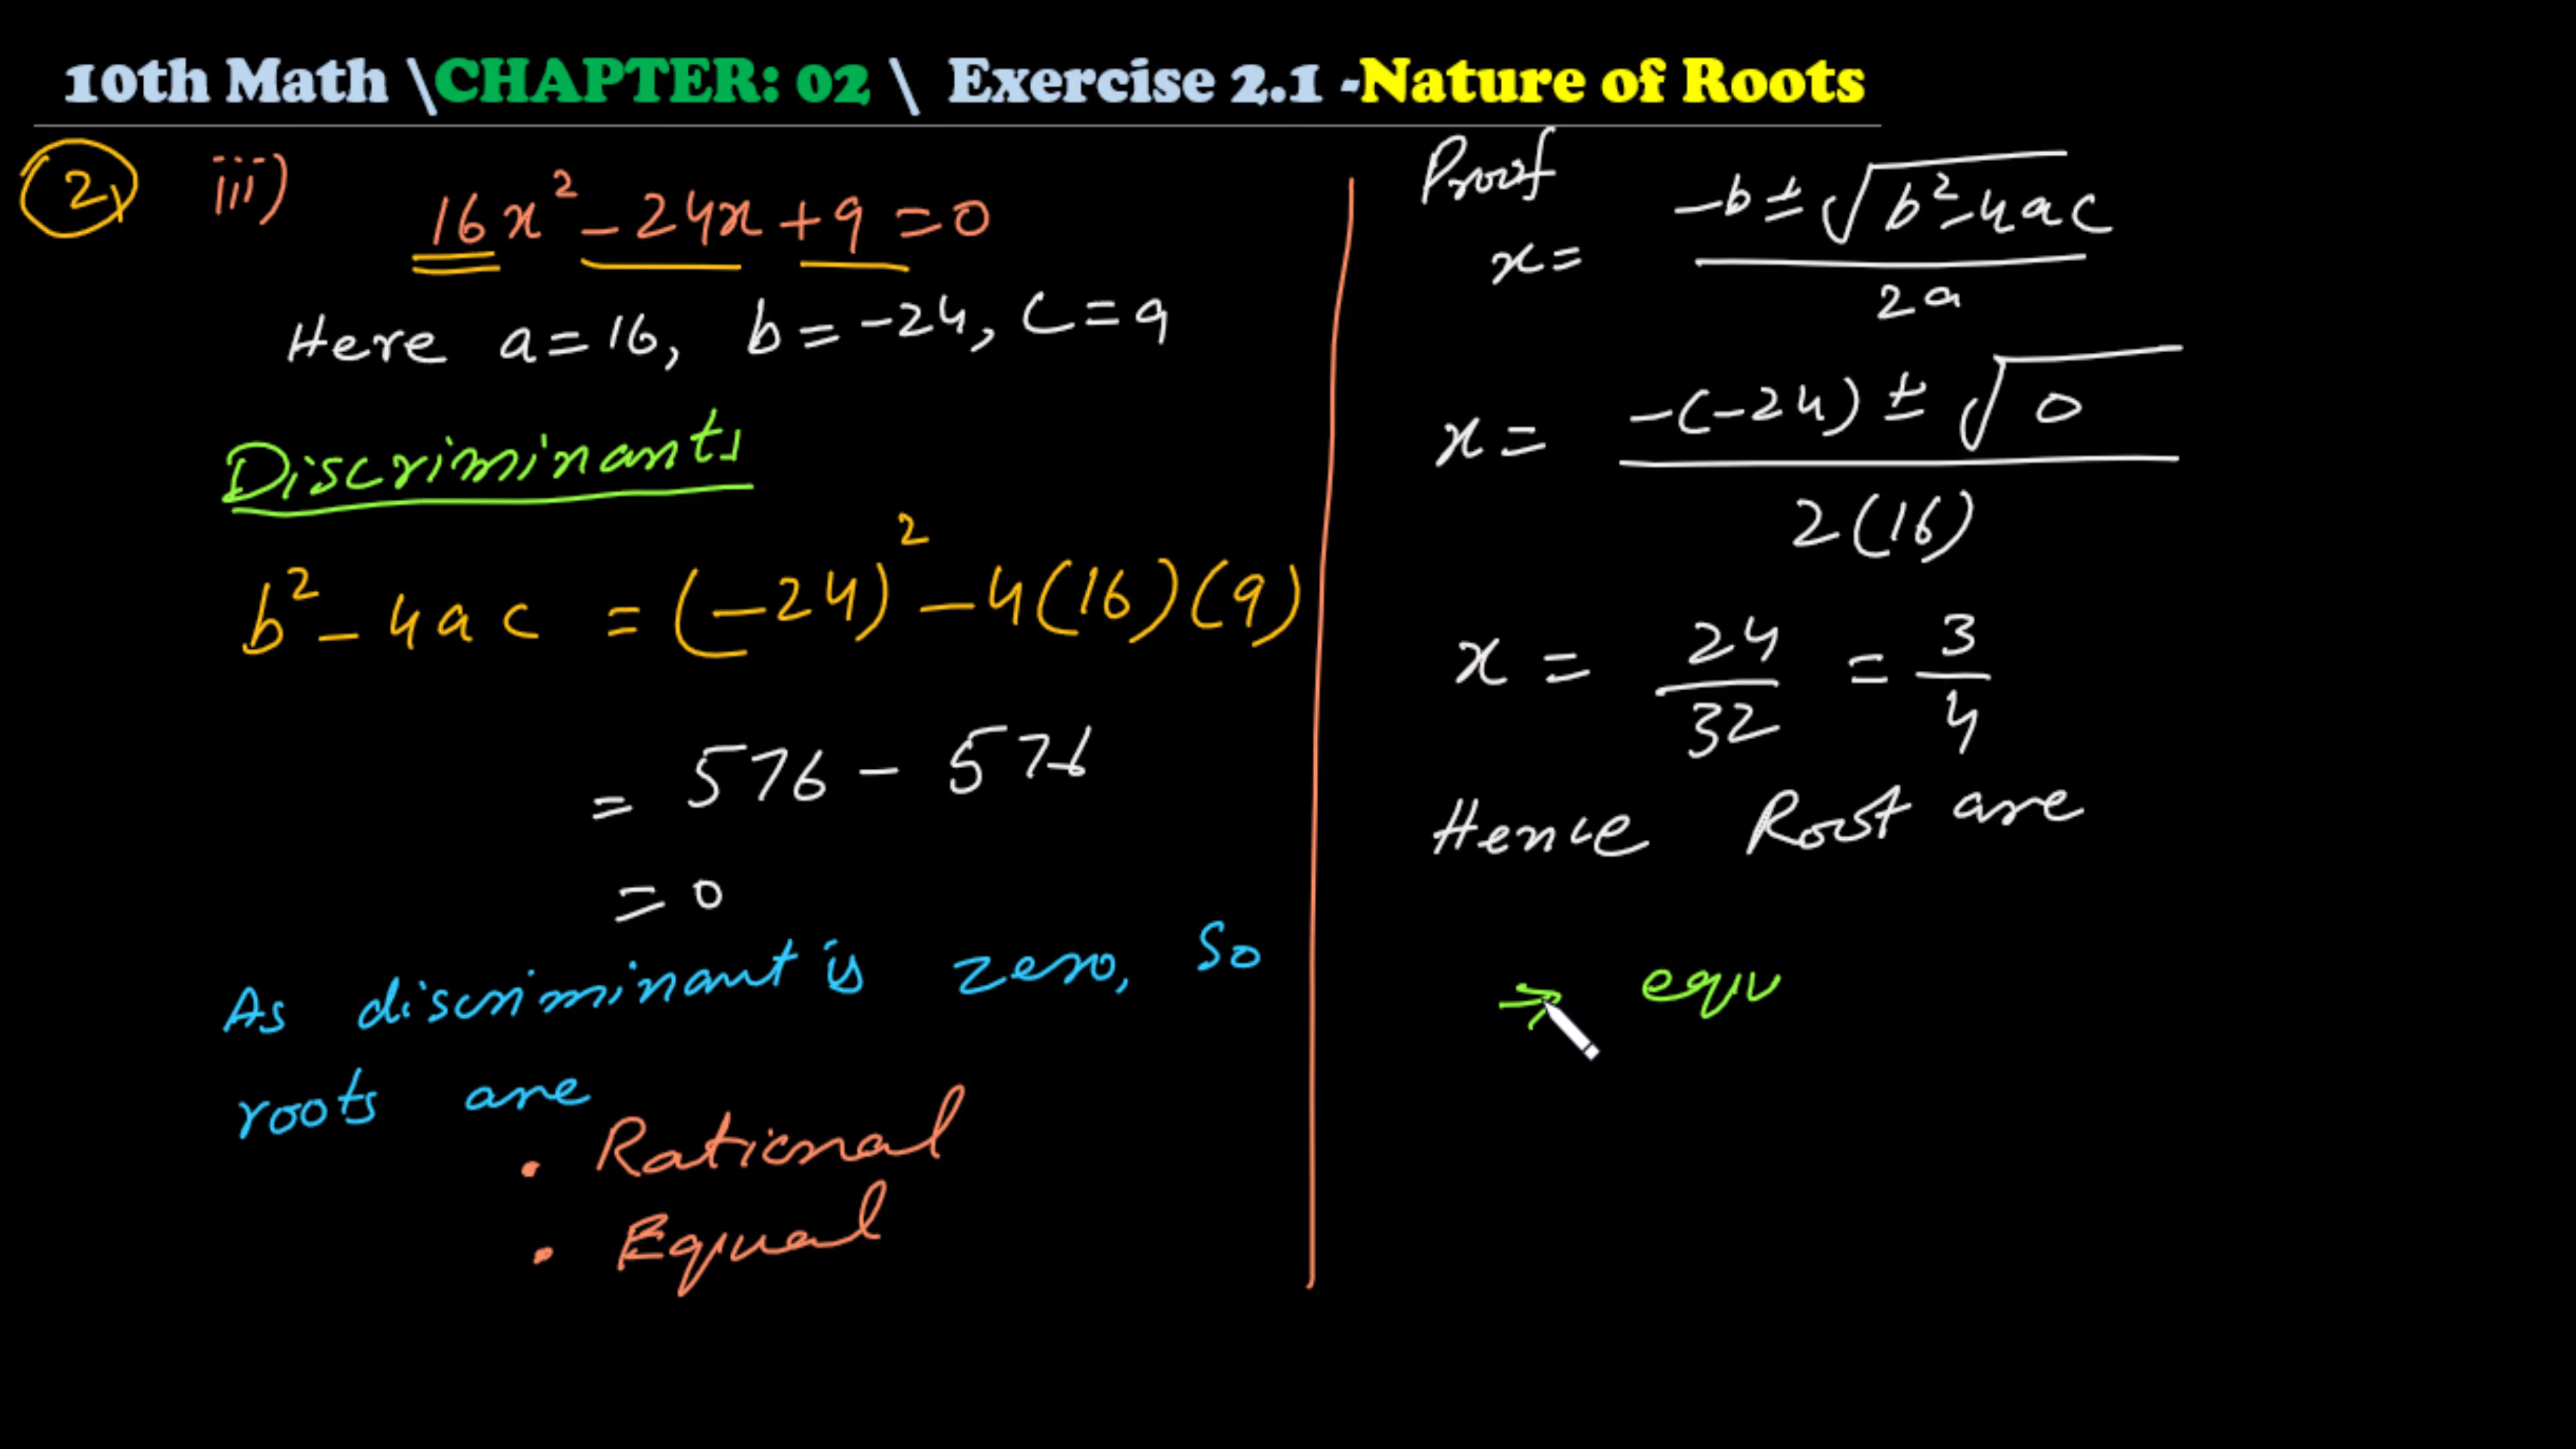 10th Math \CHAPTER: 02 \ Exercise 2.1 -Nature of Roots
2) iii) 16x² - 24x + 9 = 0
Here a = 16, b = -24, c = 9
Discriminants
b² - 4ac = (-24)² - 4(16)(9)
= 576 - 576
= 0
As discriminant is zero, So
roots are
• Rational
• Equal
Proof
x = (-b ± √(b² - 4ac)) / 2a
x = (-(-24) ± √0) / 2(16)
x = 24/32 = 3/4
Hence Root are
→ equ